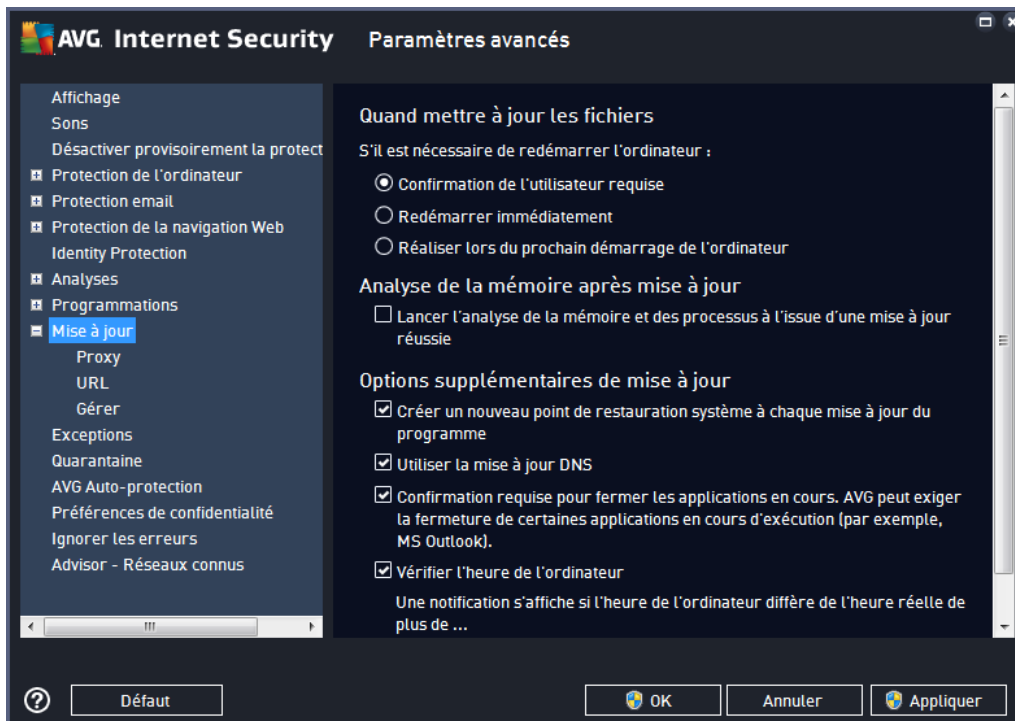 AVG. Internet Security
Paramètres avancés
Affichage
Sons
Désactiver provisoirement la protect
Protection de l'ordinateur
Protection email
Protection de la navigation Web
Identity Protection
Analyses
Programmations
Mise à jour
Proxy
URL
Gérer
Exceptions
Quarantaine
AVG Auto-protection
Préférences de confidentialité
Ignorer les erreurs
Advisor - Réseaux connus
Quand mettre à jour les fichiers
S'il est nécessaire de redémarrer l'ordinateur :
Confirmation de l'utilisateur requise
Redémarrer immédiatement
Réaliser lors du prochain démarrage de l'ordinateur
Analyse de la mémoire après mise à jour
Lancer l'analyse de la mémoire et des processus à l'issue d'une mise à jour
réussie
Options supplémentaires de mise à jour
Créer un nouveau point de restauration système à chaque mise à jour du
programme
Utiliser la mise à jour DNS
Confirmation requise pour fermer les applications en cours. AVG peut exiger
la fermeture de certaines applications en cours d'exécution (par exemple,
MS Outlook).
Vérifier l'heure de l'ordinateur
Une notification s'affiche si l'heure de l'ordinateur diffère de l'heure réelle de
plus de ...
?
Défaut
OK
Annuler
Appliquer